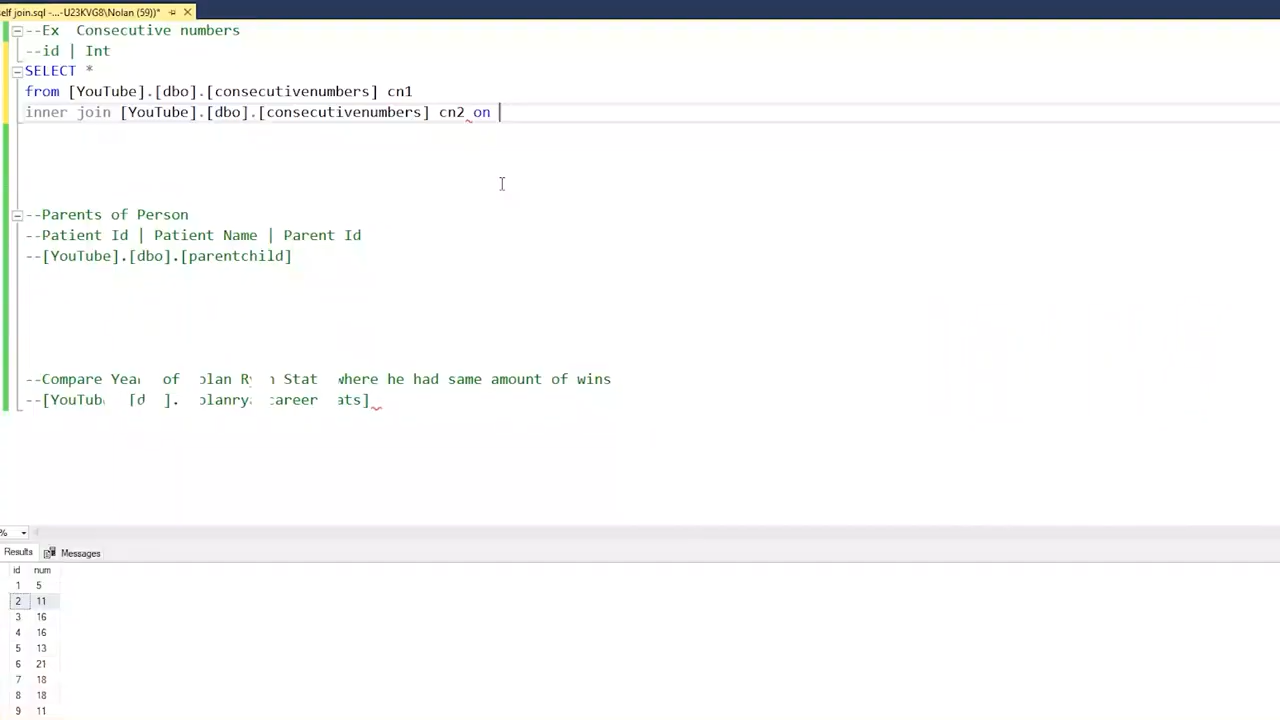 self join.sql -...-U23KVG8\Nolan (59))*
--Ex  Consecutive numbers
--id | Int
SELECT *
from [YouTube].[dbo].[consecutivenumbers] cn1
inner join [YouTube].[dbo].[consecutivenumbers] cn2 on
--Parents of Person
--Patient Id | Patient Name | Parent Id
--[YouTube].[dbo].[parentchild]
--Compare of where he had same amount of wins
%
Results Messages
id num
1 5
2 11
3 16
4 16
5 13
6 21
7 18
8 18
9 11